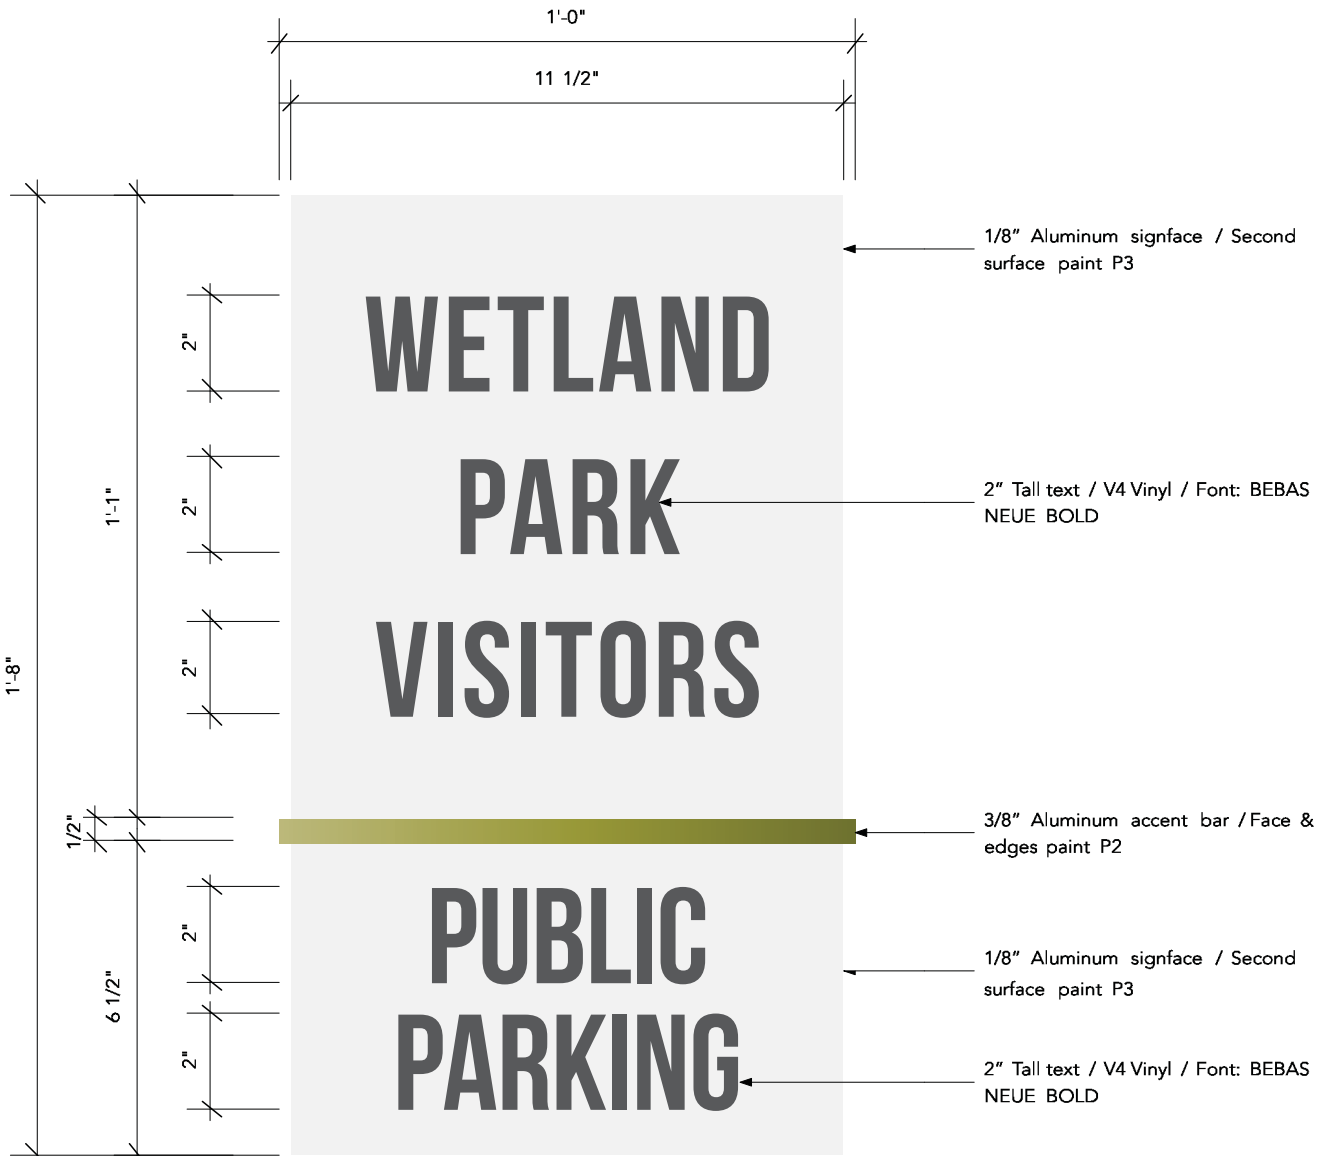 1'-0"
11 1/2"
1/8” Aluminum signface / Second
surface paint P3
WETLAND
2"
PARK
2"
2” Tall text / V4 Vinyl / Font: BEBAS
NEUE BOLD
1'-1"
VISITORS
2"
1'-8"
1/2"
3/8” Aluminum accent bar / Face &
edges paint P2
PUBLIC
2"
1/8” Aluminum signface / Second
surface paint P3
6 1/2"
PARKING
2"
2” Tall text / V4 Vinyl / Font: BEBAS
NEUE BOLD